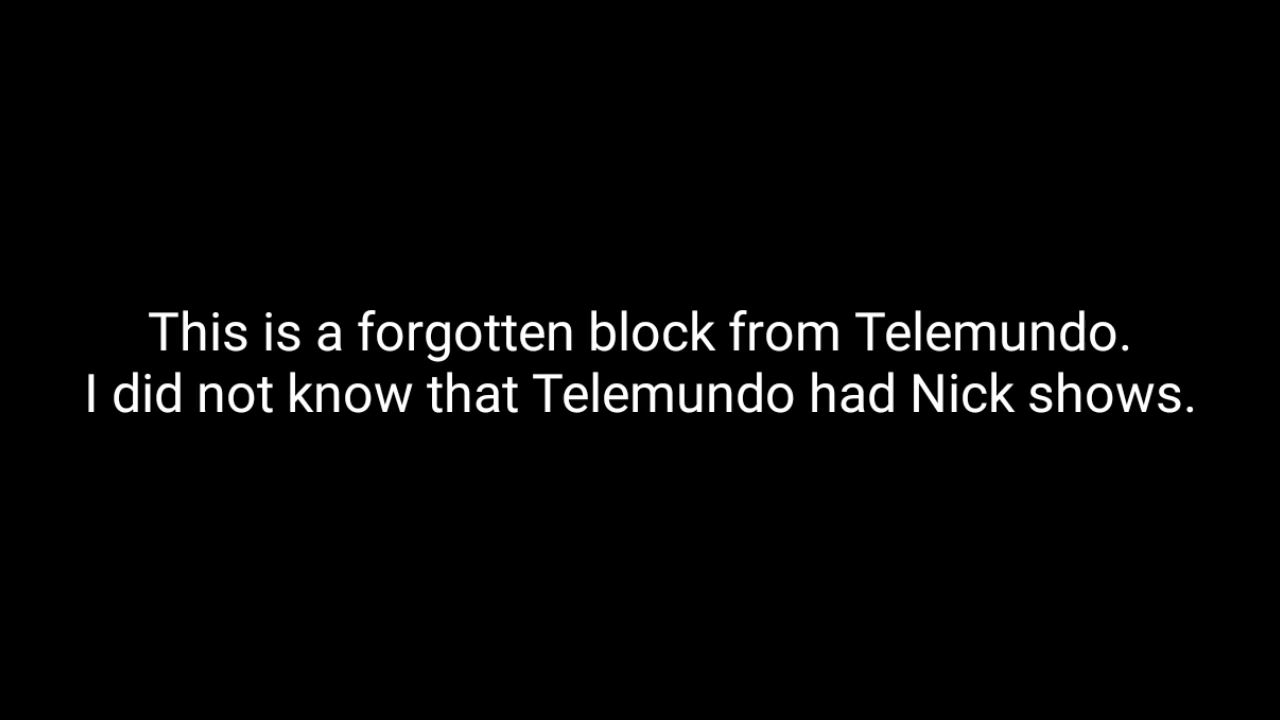 This is a forgotten block from Telemundo.
I did not know that Telemundo had Nick shows.